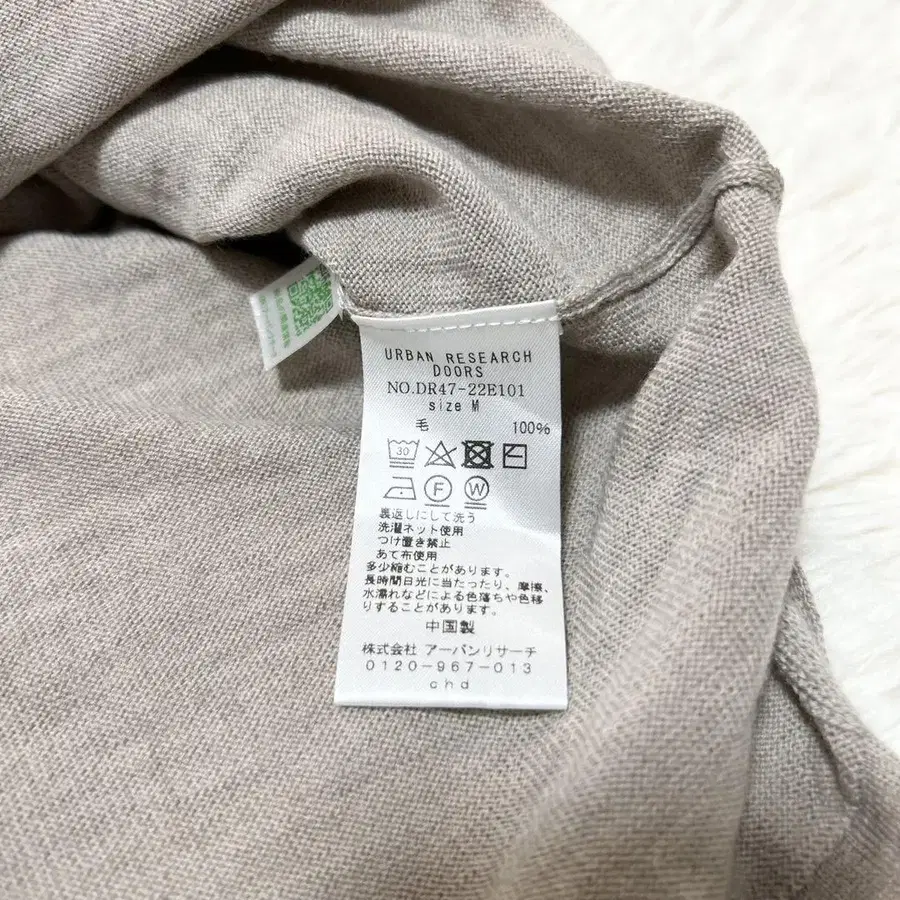 URBAN RESEARCH
DOORS
NO.DR47-22E101
size M
毛 100%
30
F W
裏返しにして洗う
洗濯ネット使用
つけ置き禁止
あて布使用
多少縮むことがあります。
長時間日光に当たったり、摩擦、
水濡れなどによる色落ちや色移
りすることがあります。
中国製
株式会社 アーバンリサーチ
0120-967-013
chd